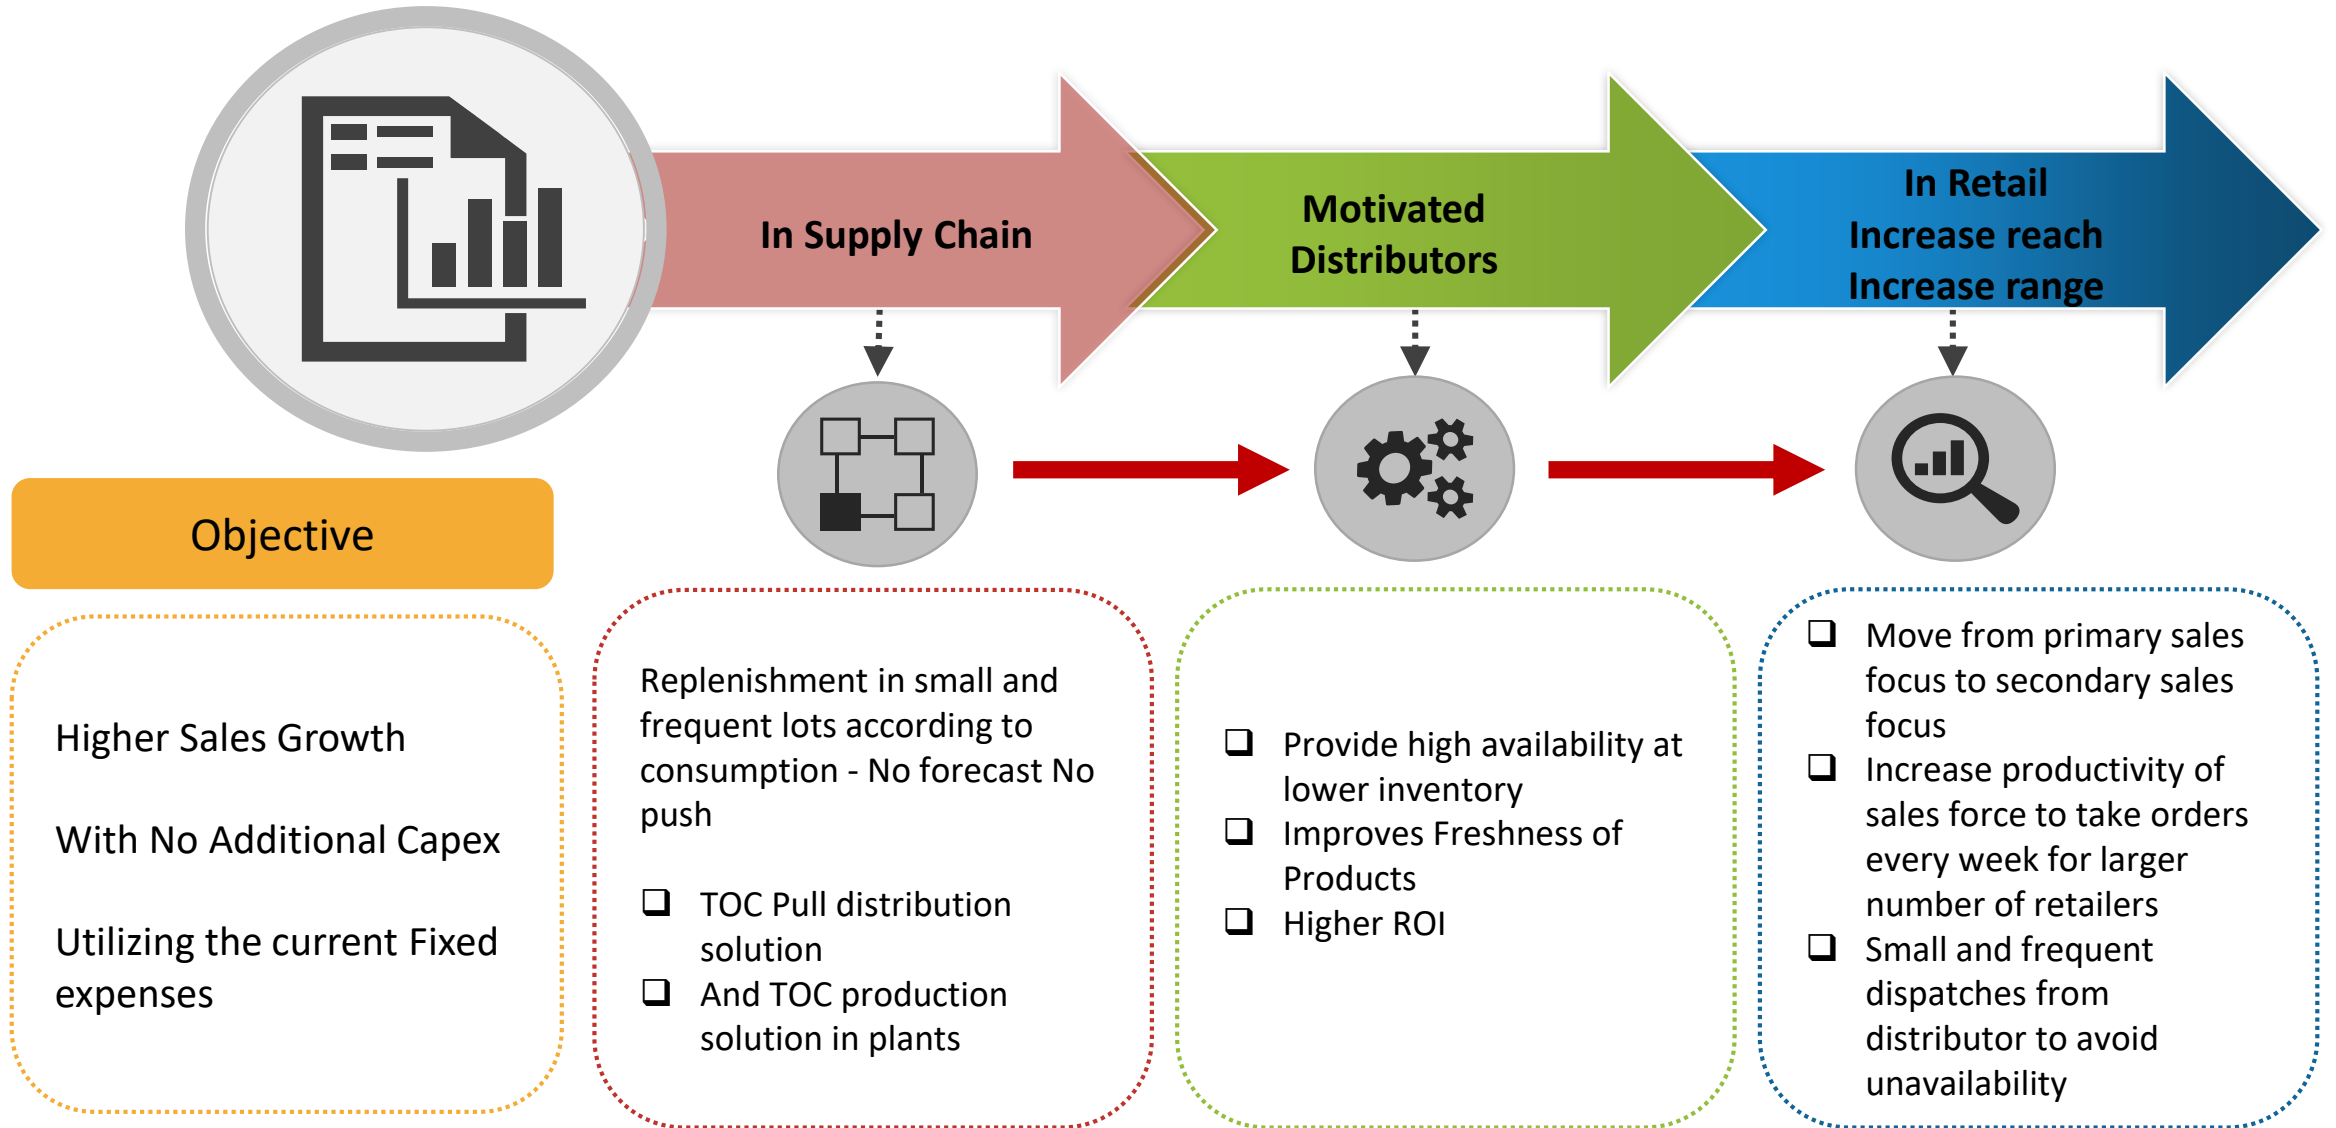 In Supply Chain
Motivated
Distributors
In Retail
Increase reach
Increase range
Objective
Higher Sales Growth
With No Additional Capex
Utilizing the current Fixed
expenses
Replenishment in small and
frequent lots according to
consumption - No forecast No
push
❑ TOC Pull distribution
solution
❑ And TOC production
solution in plants
❑ Provide high availability at
lower inventory
❑ Improves Freshness of
Products
❑ Higher ROI
❑ Move from primary sales
focus to secondary sales
focus
❑ Increase productivity of
sales force to take orders
every week for larger
number of retailers
❑ Small and frequent
dispatches from
distributor to avoid
unavailability